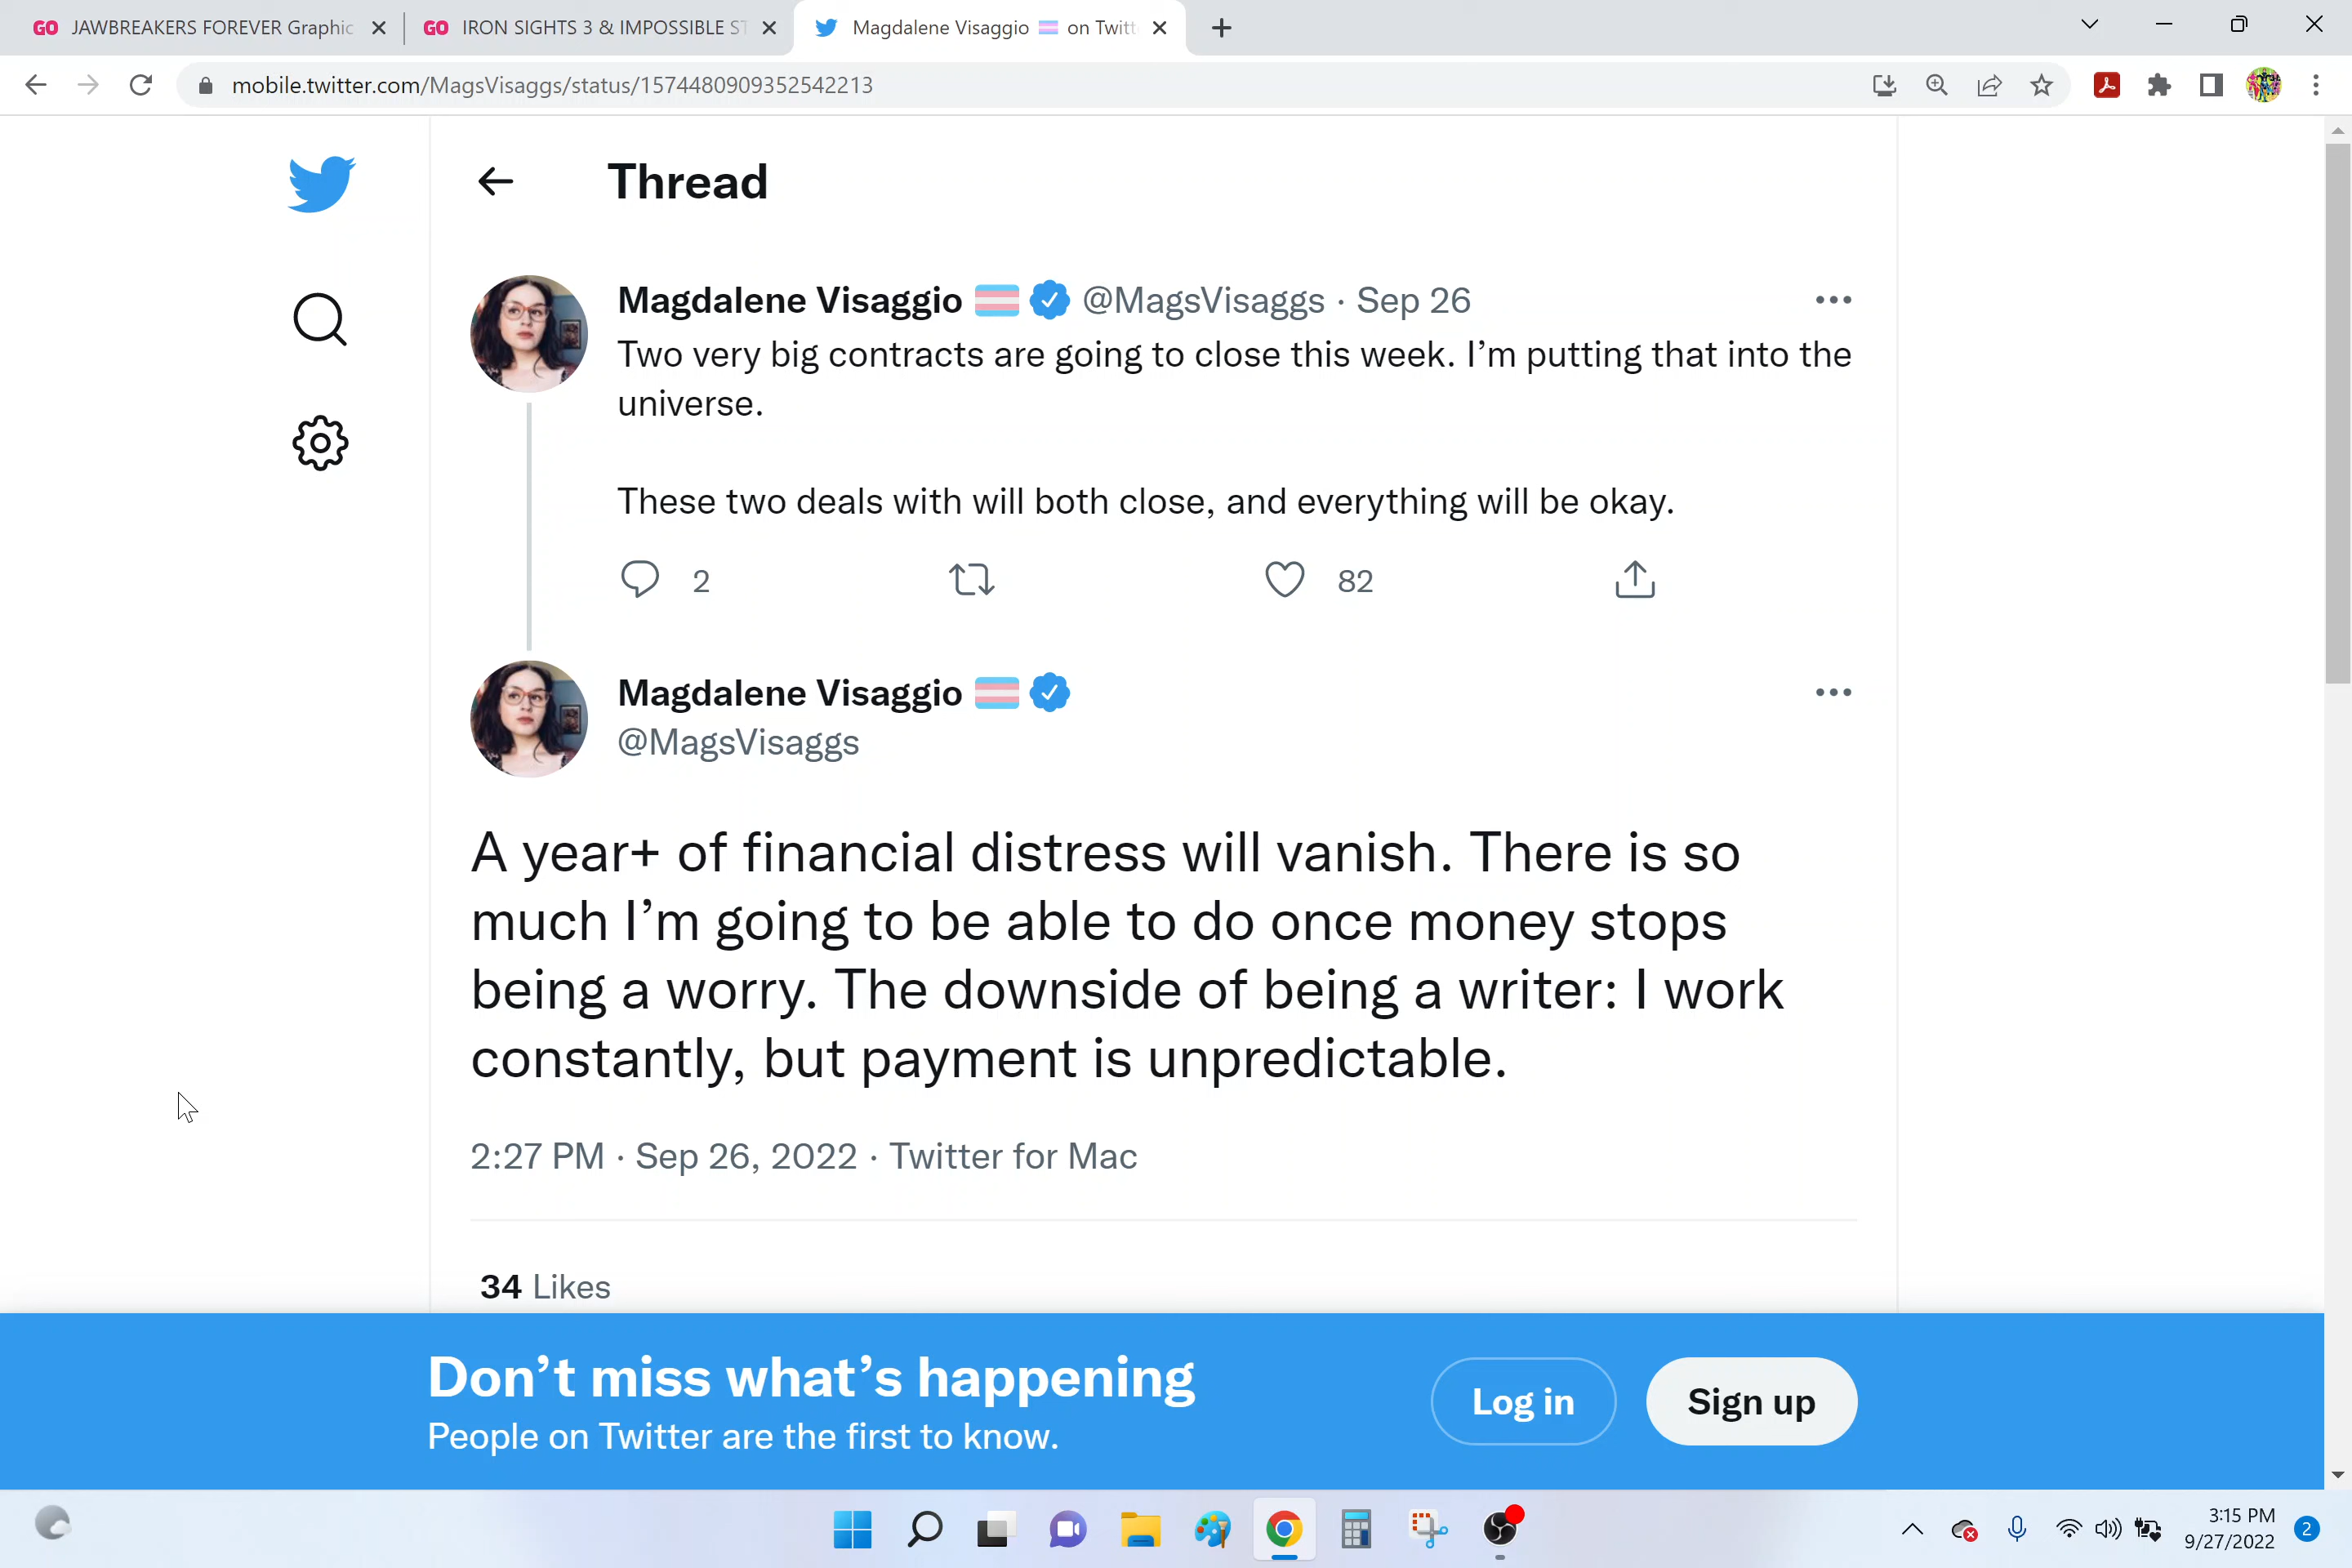 GO JAWBREAKERS FOREVER Graphic
GO IRON SIGHTS 3 & IMPOSSIBLE ST
Magdalene Visaggio on Twitt
mobile.twitter.com/MagsVisaggs/status/1574480909352542213
Thread
Magdalene Visaggio @MagsVisaggs · Sep 26
Two very big contracts are going to close this week. I’m putting that into the
universe.
These two deals with will both close, and everything will be okay.
2 82
Magdalene Visaggio
@MagsVisaggs
A year+ of financial distress will vanish. There is so
much I’m going to be able to do once money stops
being a worry. The downside of being a writer: I work
constantly, but payment is unpredictable.
2:27 PM · Sep 26, 2022 · Twitter for Mac
34 Likes
Don’t miss what’s happening
People on Twitter are the first to know.
Log in
Sign up
3:15 PM
9/27/2022
2